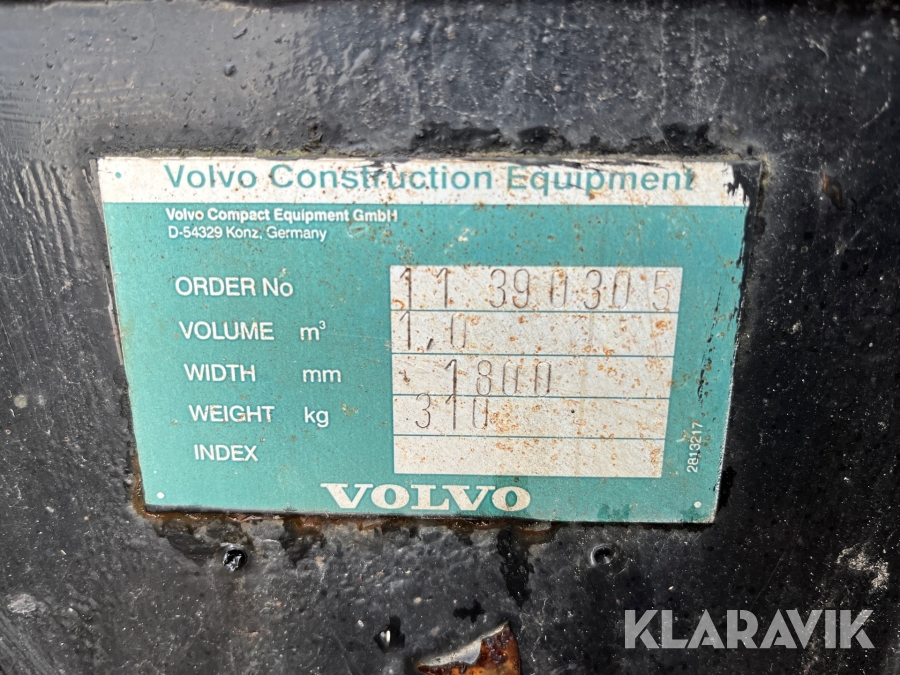 Volvo Construction Equipment
Volvo Compact Equipment GmbH
D-54329 Konz, Germany
ORDER No 11 390305
VOLUME m³ 1,0
WIDTH mm 1800
WEIGHT kg 310
INDEX
2813217
VOLVO
KLARAVIK